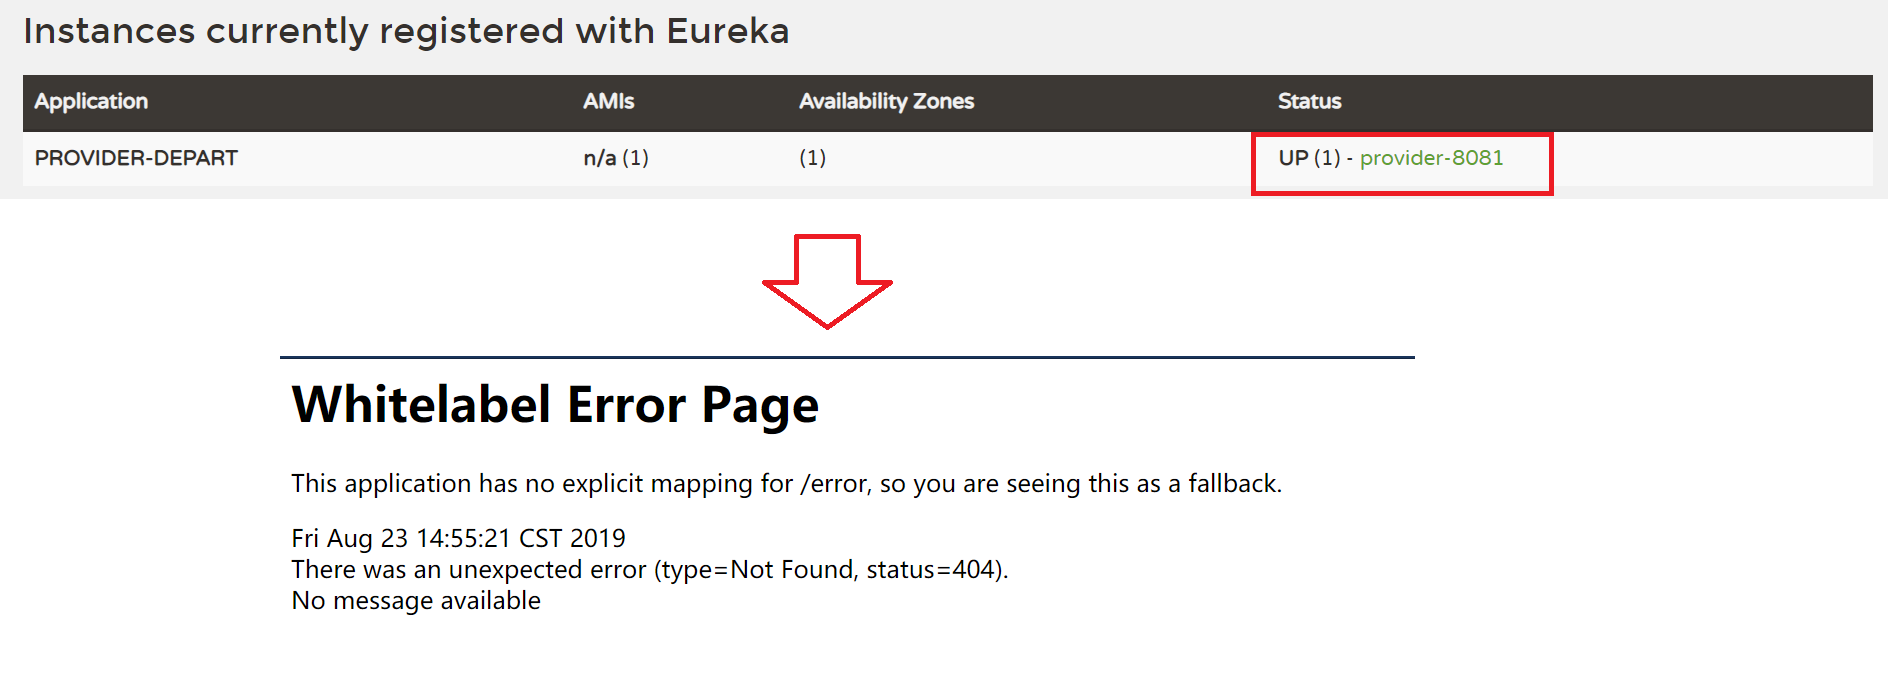 Instances currently registered with Eureka
Application AMIs Availability Zones Status
PROVIDER-DEPART n/a (1) (1) UP (1) - provider-8081
Whitelabel Error Page
This application has no explicit mapping for /error, so you are seeing this as a fallback.
Fri Aug 23 14:55:21 CST 2019
There was an unexpected error (type=Not Found, status=404).
No message available